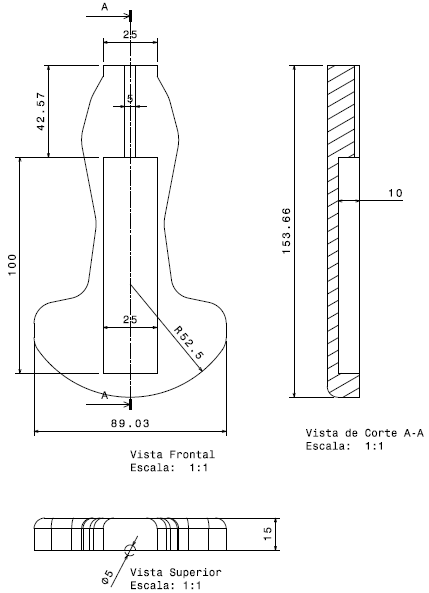 A
25
5
42.57
100
153.66
10
25
R52.5
A
89.03
Vista Frontal
Escala: 1:1
Vista de Corte A-A
Escala: 1:1
15
Ø5
Vista Superior
Escala: 1:1